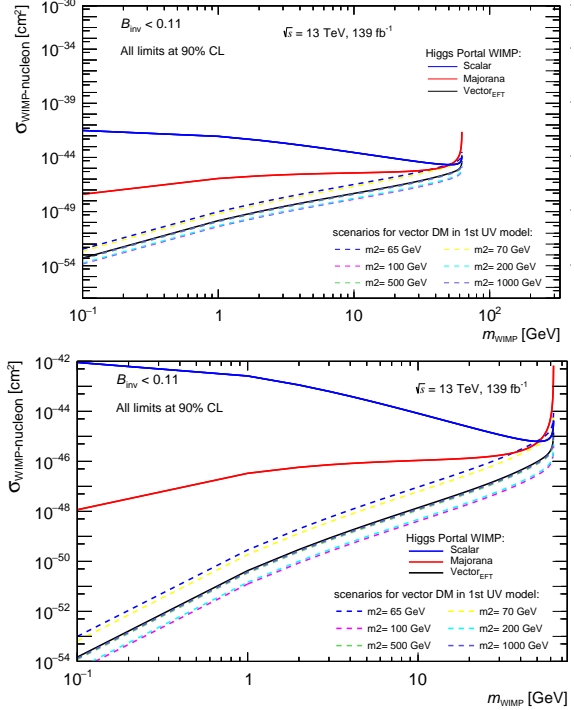 10⁻³⁰
B_inv < 0.11
√s = 13 TeV, 139 fb⁻¹
All limits at 90% CL
Higgs Portal WIMP:
Scalar
Majorana
Vector_EFT
10⁻³⁹
10⁻⁴⁴
10⁻⁴⁹
10⁻⁵⁴
σ_WIMP-nucleon [cm²]
scenarios for vector DM in 1st UV model:
m2= 65 GeV m2= 70 GeV
m2= 100 GeV m2= 200 GeV
m2= 500 GeV m2= 1000 GeV
10⁻¹ 1 10 10²
m_WIMP [GeV]
10⁻⁴²
B_inv < 0.11
√s = 13 TeV, 139 fb⁻¹
All limits at 90% CL
10⁻⁴⁴
10⁻⁴⁶
10⁻⁴⁸
10⁻⁵⁰
10⁻⁵²
10⁻⁵⁴
σ_WIMP-nucleon [cm²]
Higgs Portal WIMP:
Scalar
Majorana
Vector_EFT
scenarios for vector DM in 1st UV model:
m2= 65 GeV m2= 70 GeV
m2= 100 GeV m2= 200 GeV
m2= 500 GeV m2= 1000 GeV
10⁻¹ 1 10
m_WIMP [GeV]